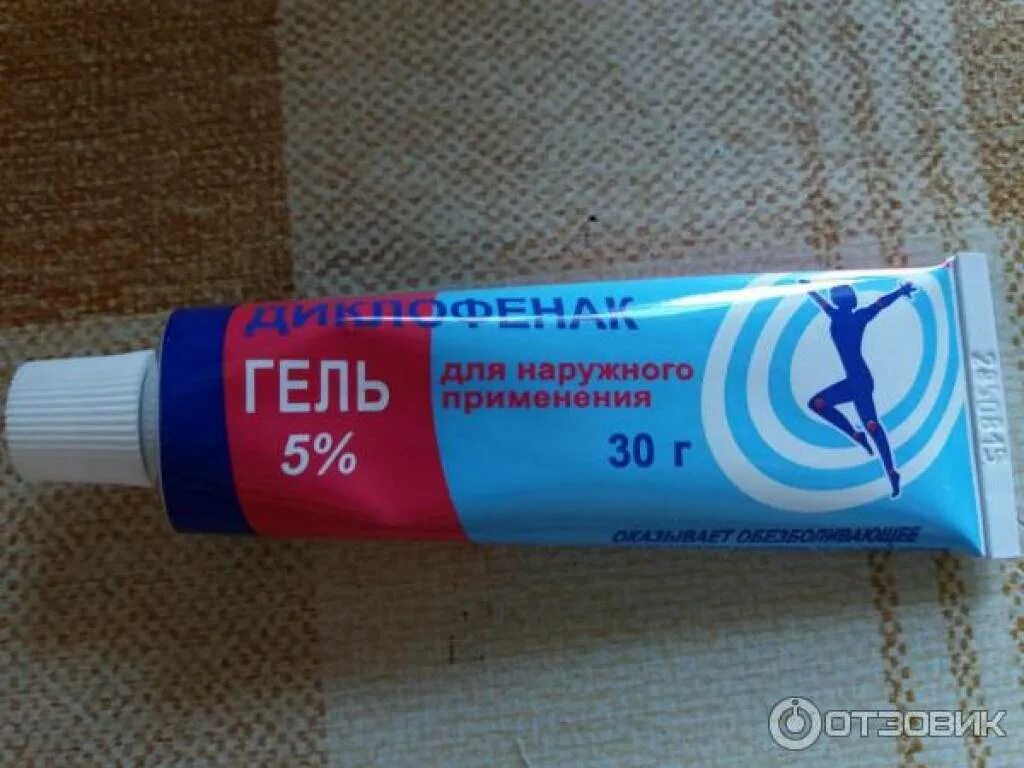 ДИКЛОФЕНАК
ГЕЛЬ
5%
для наружного
применения
30 г
ОКАЗЫВАЕТ ОБЕЗБОЛИВАЮЩЕЕ
ОТЗОВИК